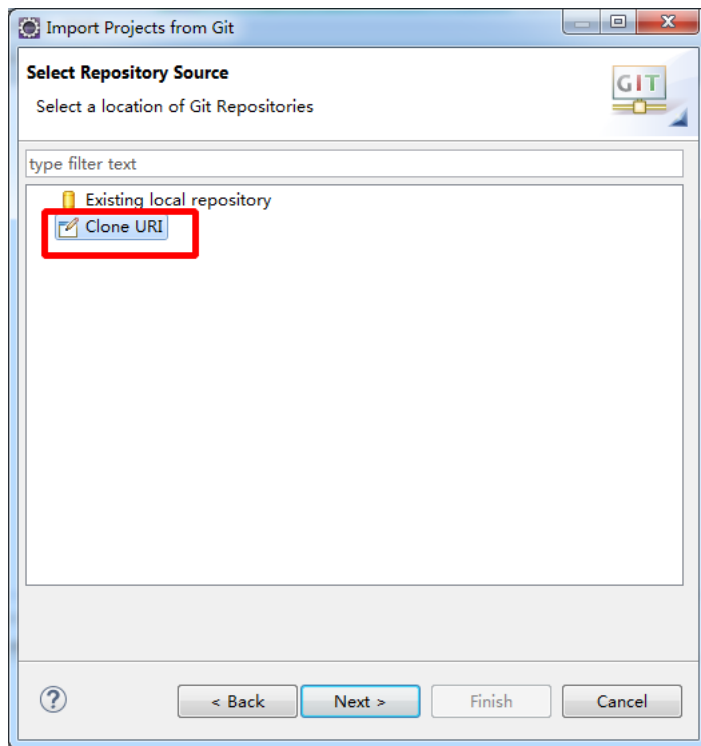 Import Projects from Git
Select Repository Source
Select a location of Git Repositories
GIT
type filter text
Existing local repository
Clone URI
?
< Back
Next >
Finish
Cancel